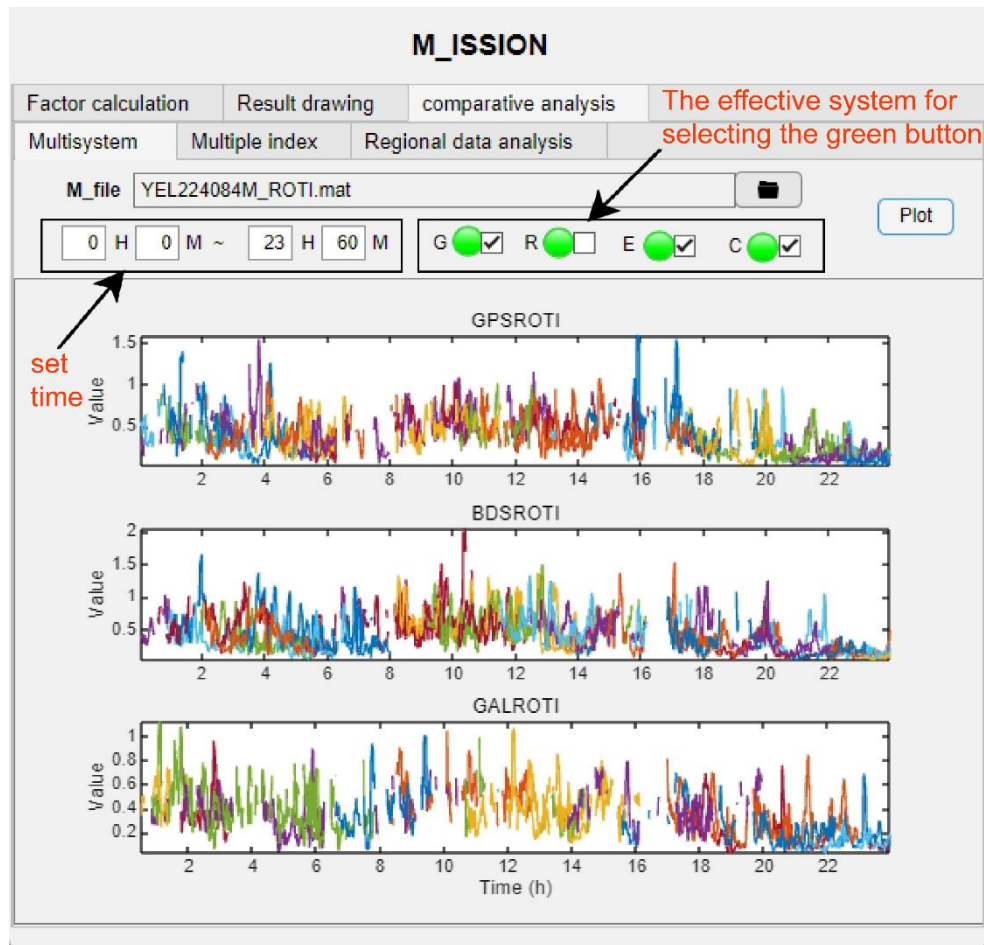 M_ISSION
Factor calculation Result drawing comparative analysis
The effective system for
selecting the green button
Multisystem Multiple index Regional data analysis
M_file YEL224084M_ROTI.mat
Plot
0 H 0 M ~ 23 H 60 M G R E C
set
time
GPSROTI
1.5
1
0.5
Value
2 4 6 8 10 12 14 16 18 20 22
BDSROTI
2
1.5
1
0.5
Value
2 4 6 8 10 12 14 16 18 20 22
GALROTI
1
0.8
0.6
0.4
0.2
Value
2 4 6 8 10 12 14 16 18 20 22
Time (h)